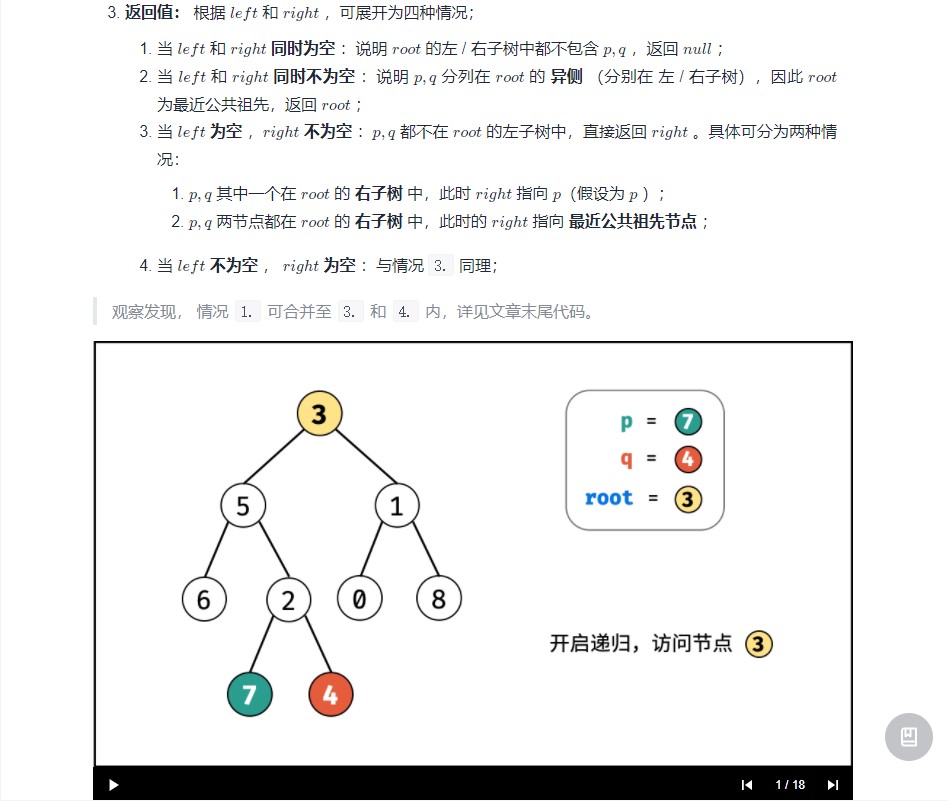 3. 返回值： 根据 left 和 right ，可展开为四种情况；
1. 当 left 和 right 同时为空 ：说明 root 的左 / 右子树中都不包含 p, q ，返回 null ；
2. 当 left 和 right 同时不为空 ：说明 p, q 分列在 root 的 异侧 （分别在 左 / 右子树），因此 root
为最近公共祖先，返回 root ；
3. 当 left 为空 ，right 不为空 ：p, q 都不在 root 的左子树中，直接返回 right 。具体可分为两种情
况：
1. p, q 其中一个在 root 的 右子树 中，此时 right 指向 p（假设为 p ）；
2. p, q 两节点都在 root 的 右子树 中，此时的 right 指向 最近公共祖先节点 ；
4. 当 left 不为空 ， right 为空 ：与情况 3. 同理；
观察发现， 情况 1. 可合并至 3. 和 4. 内，详见文章末尾代码。
3
5 1
6 2 0 8
7 4
p = 7
q = 4
root = 3
开启递归，访问节点 3
1 / 18